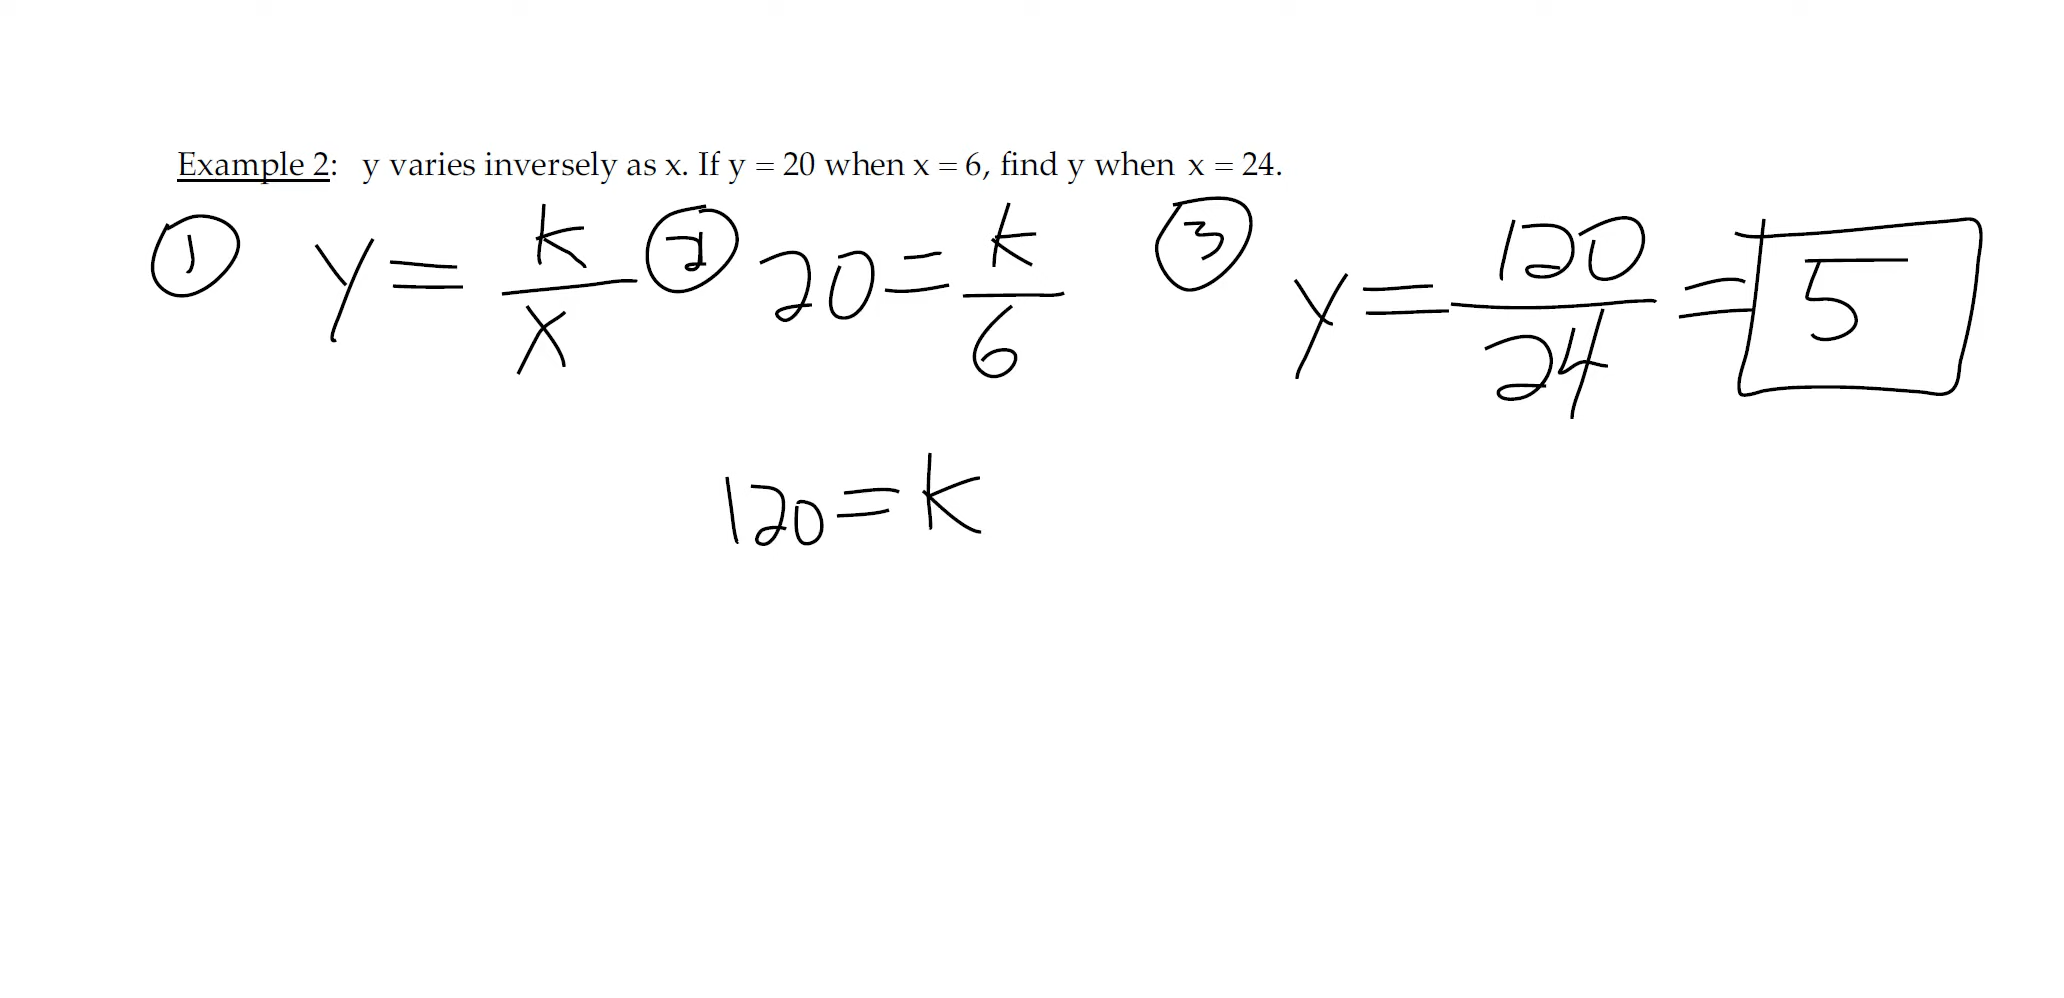 Example 2: y varies inversely as x. If y = 20 when x = 6, find y when x = 24.
① y = k/x ② 20 = k/6 ③ y = 120/24 = 5
120 = k